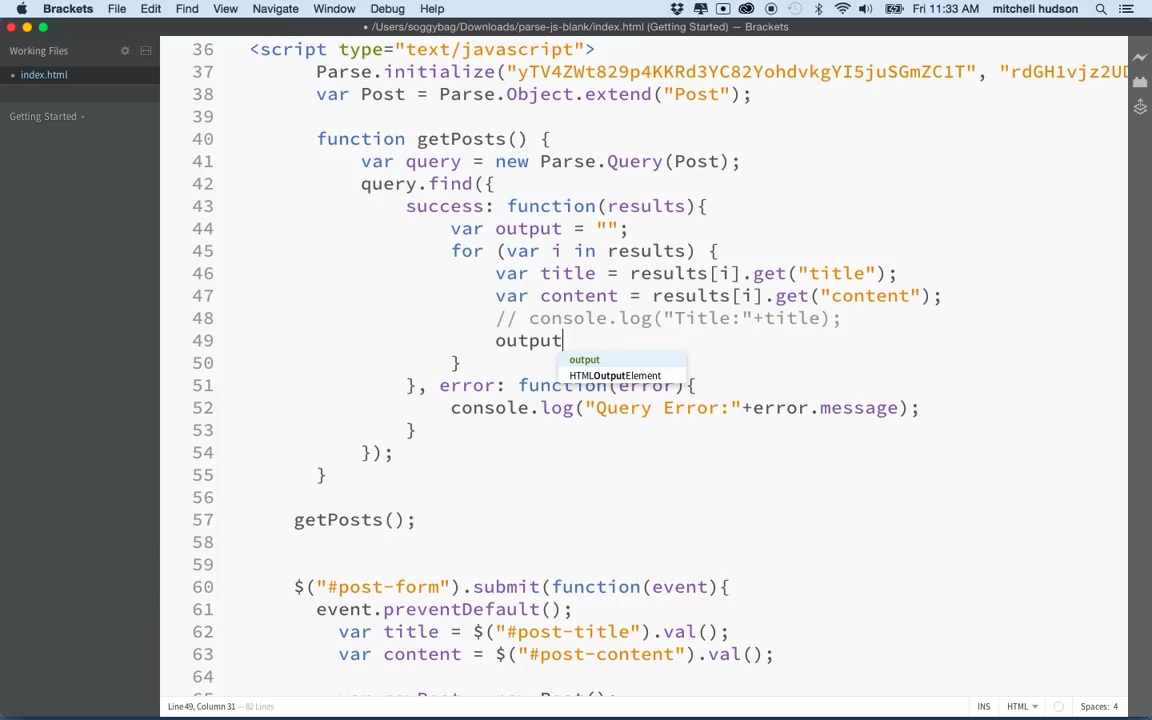 Brackets File Edit Find View Navigate Window Debug Help Fri 11:33 AM mitchell hudson
• /Users/soggybag/Downloads/parse-js-blank/index.html (Getting Started) — Brackets
Working Files
• index.html
Getting Started
36 <script type="text/javascript">
37 Parse.initialize("yTV4ZWt829p4KKRd3YC82YohdvkgYI5juSGmZC1T", "rdGH1vjz2UD
38 var Post = Parse.Object.extend("Post");
39
40 function getPosts() {
41 var query = new Parse.Query(Post);
42 query.find({
43 success: function(results){
44 var output = "";
45 for (var i in results) {
46 var title = results[i].get("title");
47 var content = results[i].get("content");
48 // console.log("Title:"+title);
49 output
output
50 }
HTMLOutputElement
51 }, error: function(error){
52 console.log("Query Error:"+error.message);
53 }
54 });
55 }
56
57 getPosts();
58
59
60 $("#post-form").submit(function(event){
61 event.preventDefault();
62 var title = $("#post-title").val();
63 var content = $("#post-content").val();
64
Line 49, Column 31 — 82 Lines INS HTML Spaces: 4